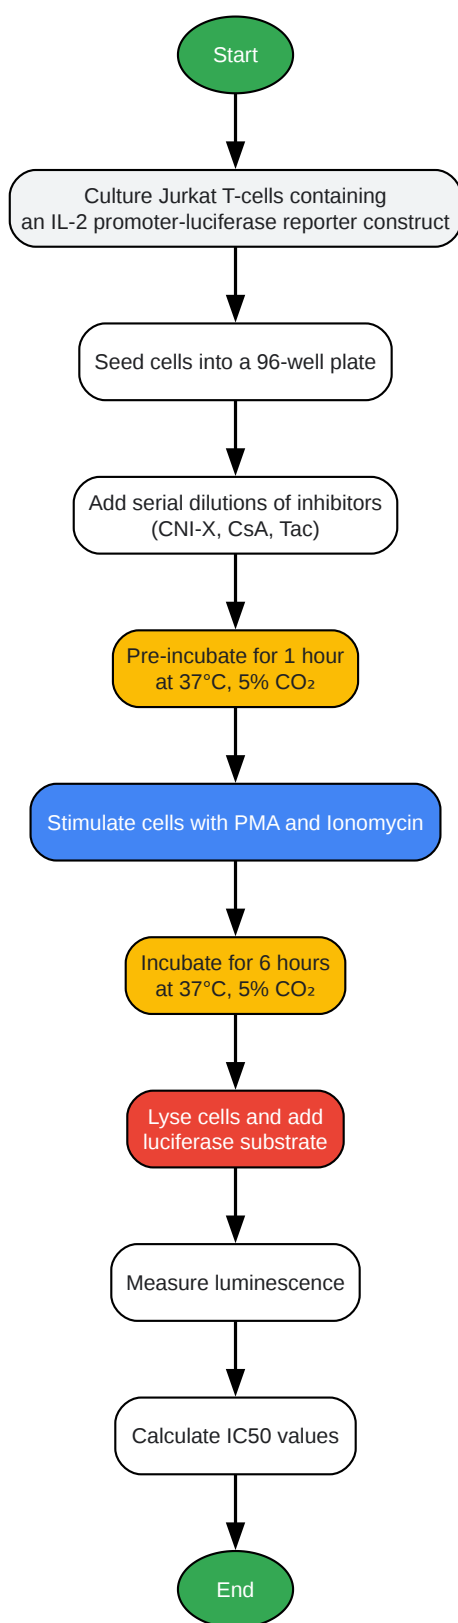 Start
Culture Jurkat T-cells containing
an IL-2 promoter-luciferase reporter construct
Seed cells into a 96-well plate
Add serial dilutions of inhibitors
(CNI-X, CsA, Tac)
Pre-incubate for 1 hour
at 37°C, 5% CO₂
Stimulate cells with PMA and Ionomycin
Incubate for 6 hours
at 37°C, 5% CO₂
Lyse cells and add
luciferase substrate
Measure luminescence
Calculate IC50 values
End